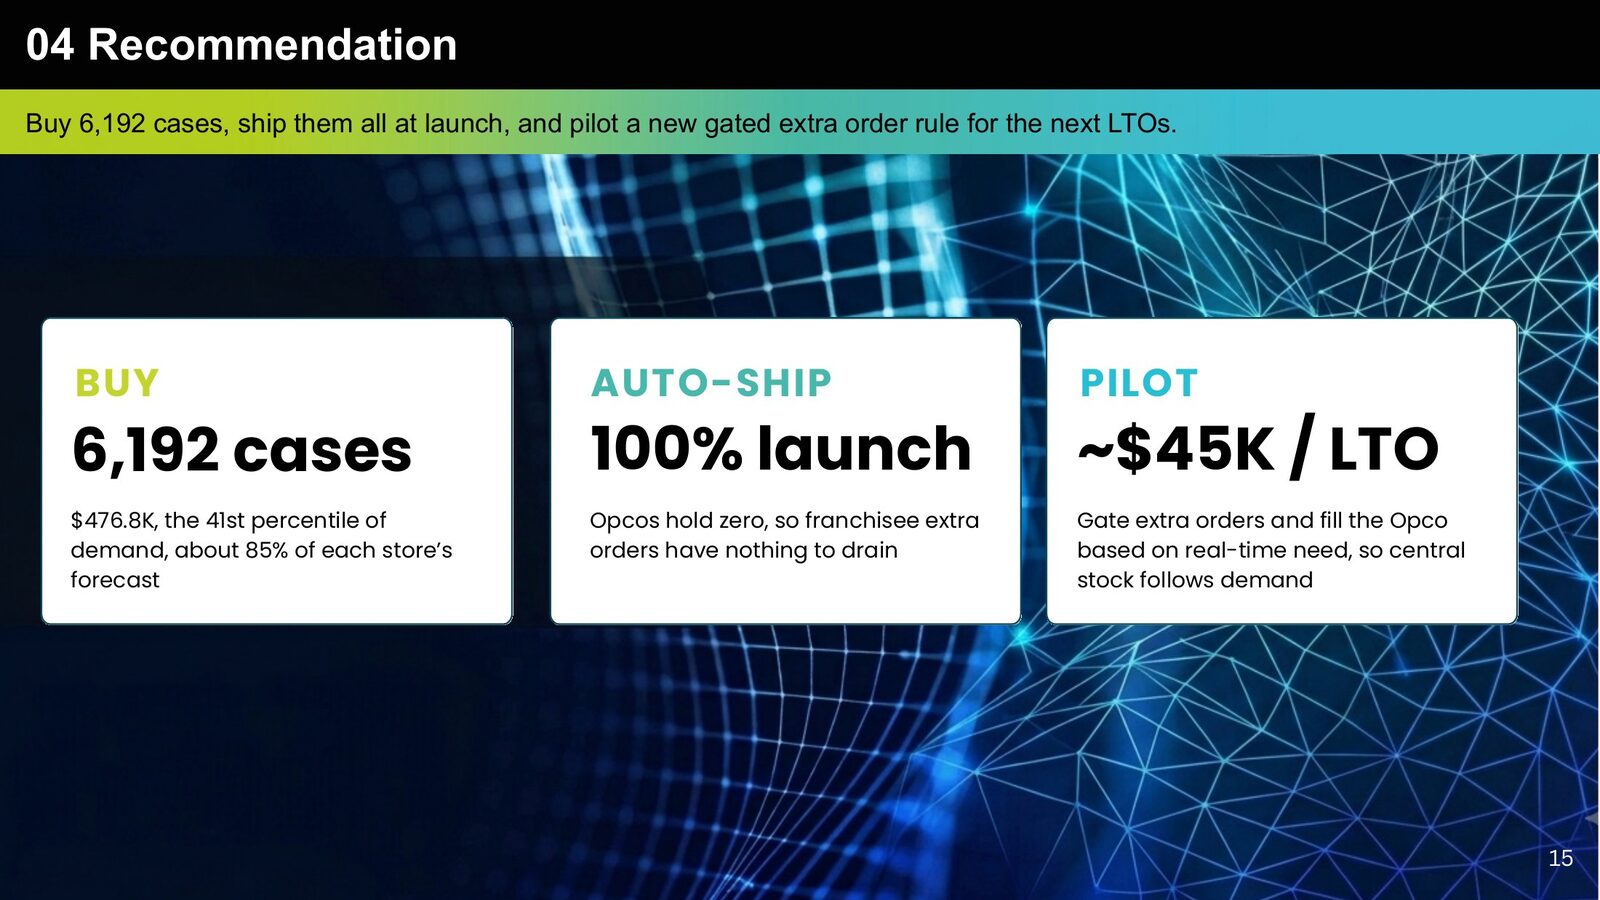 04 Recommendation
Buy 6,192 cases, ship them all at launch, and pilot a new gated extra order rule for the next LTOs.
BUY
6,192 cases
$476.8K, the 41st percentile of
demand, about 85% of each store’s
forecast
AUTO-SHIP
100% launch
Opcos hold zero, so franchisee extra
orders have nothing to drain
PILOT
~$45K / LTO
Gate extra orders and fill the Opco
based on real-time need, so central
stock follows demand
15